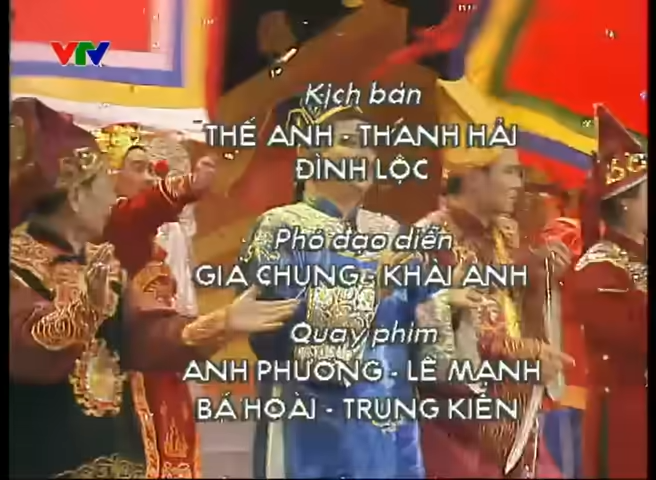 VTV
Kịch bản
THẾ ANH - THANH HẢI
ĐÌNH LỘC
Phó đạo diễn
GIA CHUNG - KHẢI ANH
Quay phim
ANH PHƯƠNG - LÊ MẠNH
BÁ HOÀI - TRUNG KIÊN